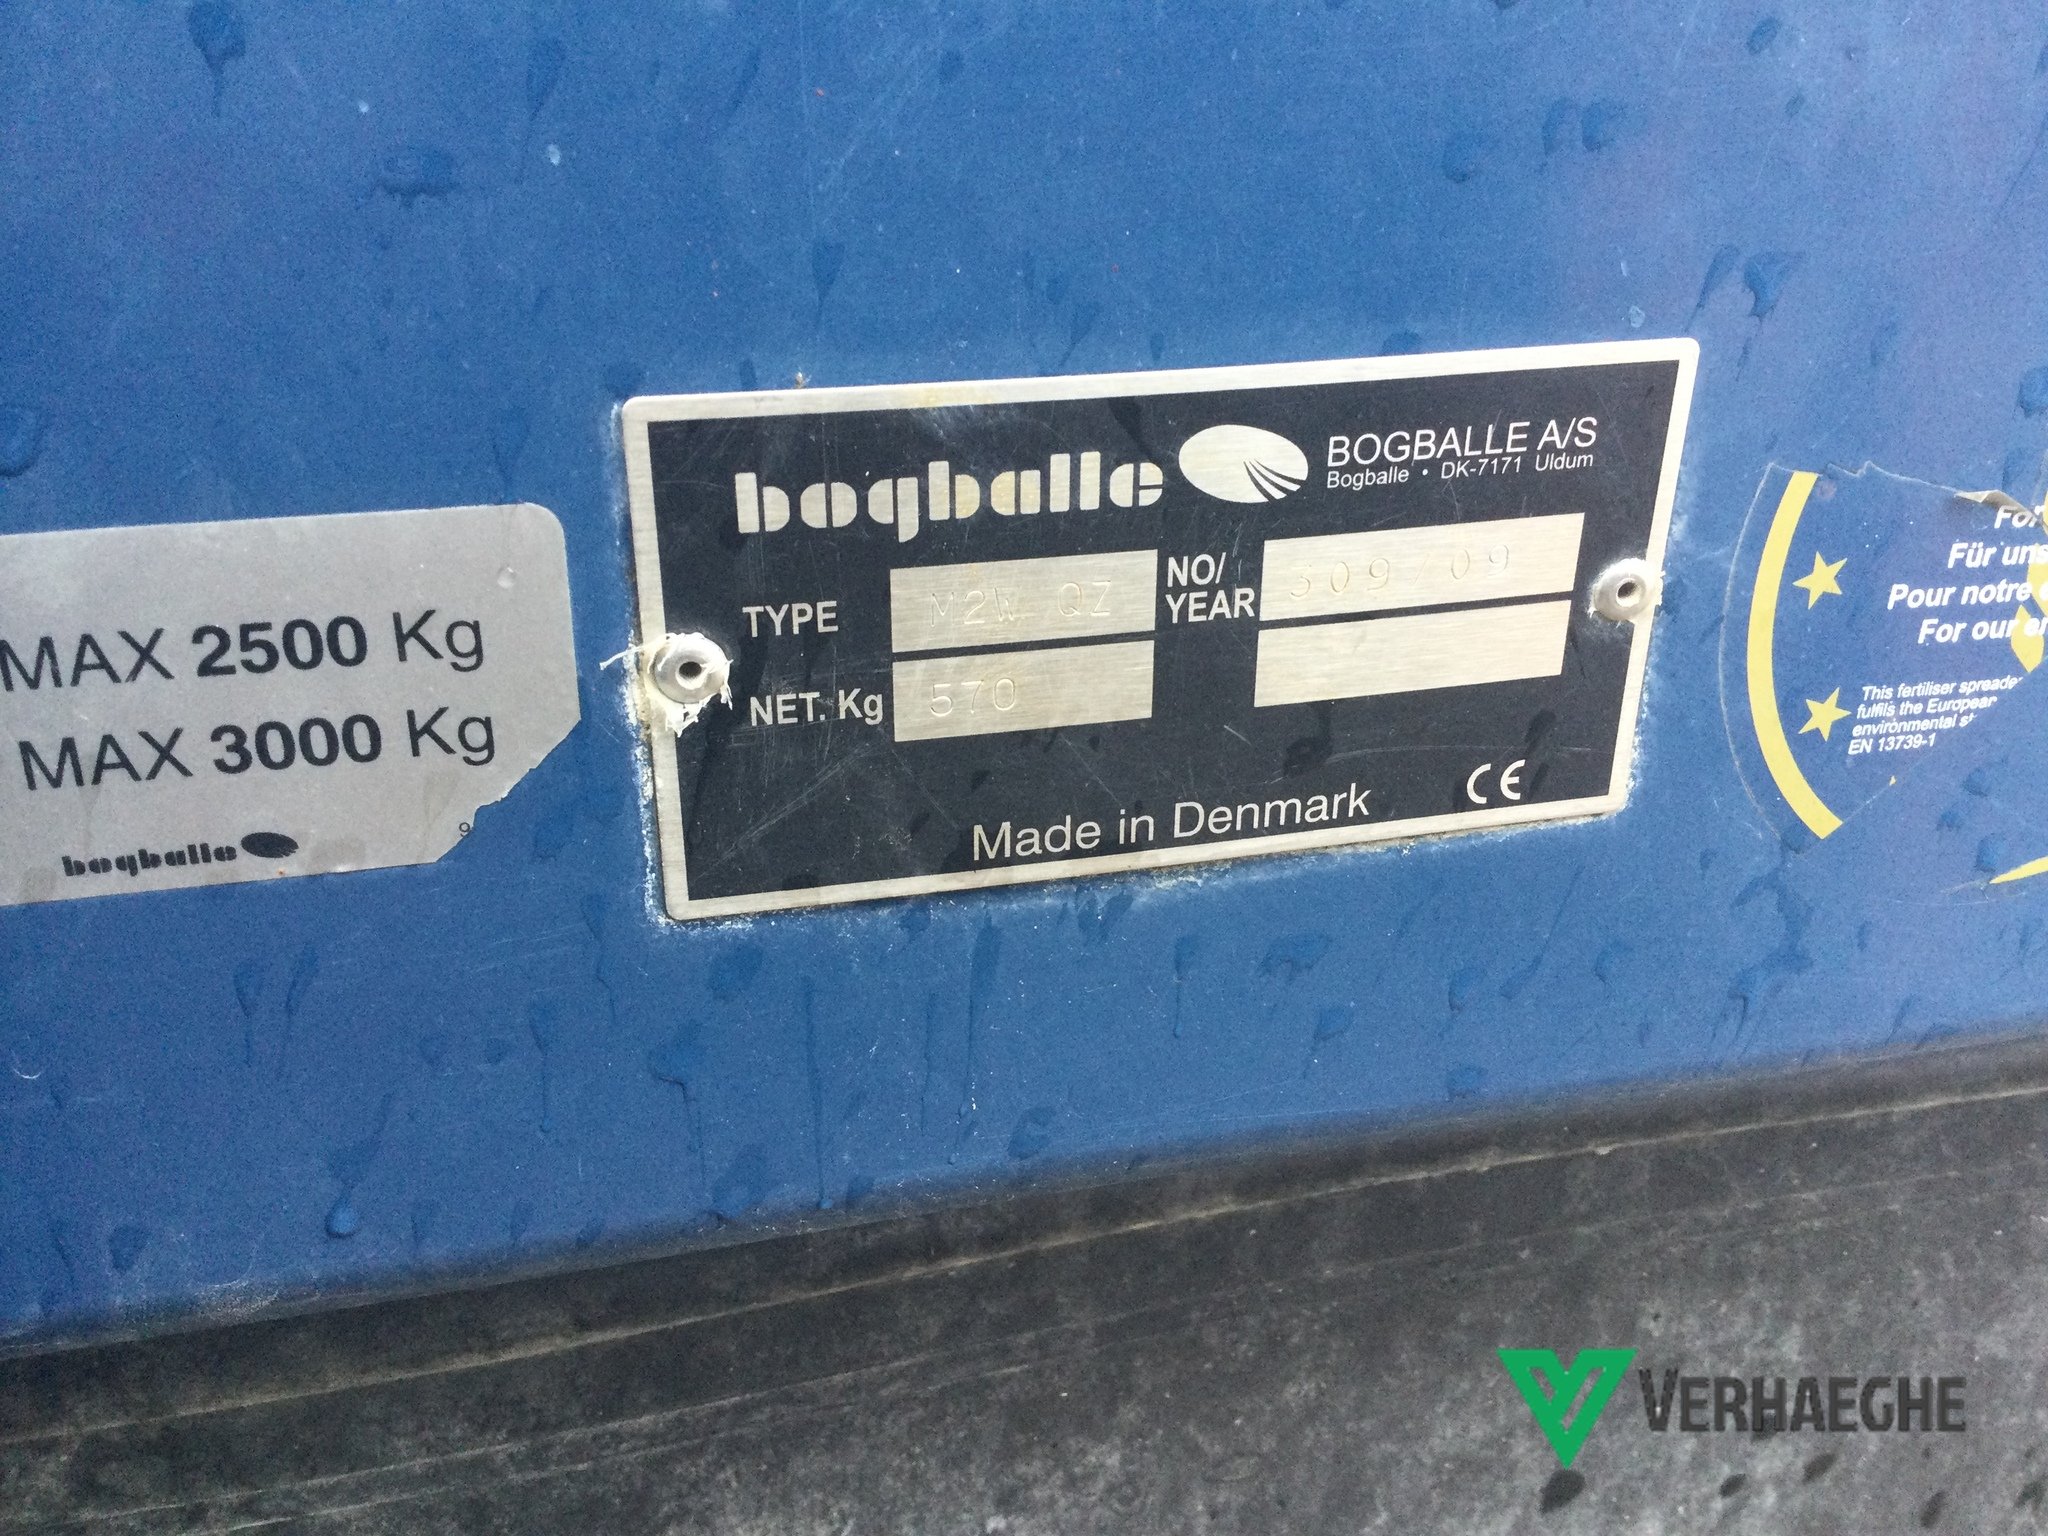 MAX 2500 Kg
MAX 3000 Kg
bogballe
9
bogballe
BOGBALLE A/S
Bogballe • DK-7171 Uldum
TYPE M2W QZ
NO/
YEAR 309/09
NET. Kg 570
Made in Denmark CE
For
Für uns
Pour notre
For our
This fertiliser spreader
fulfils the European
environmental
EN 13739-1
VERHAEGHE